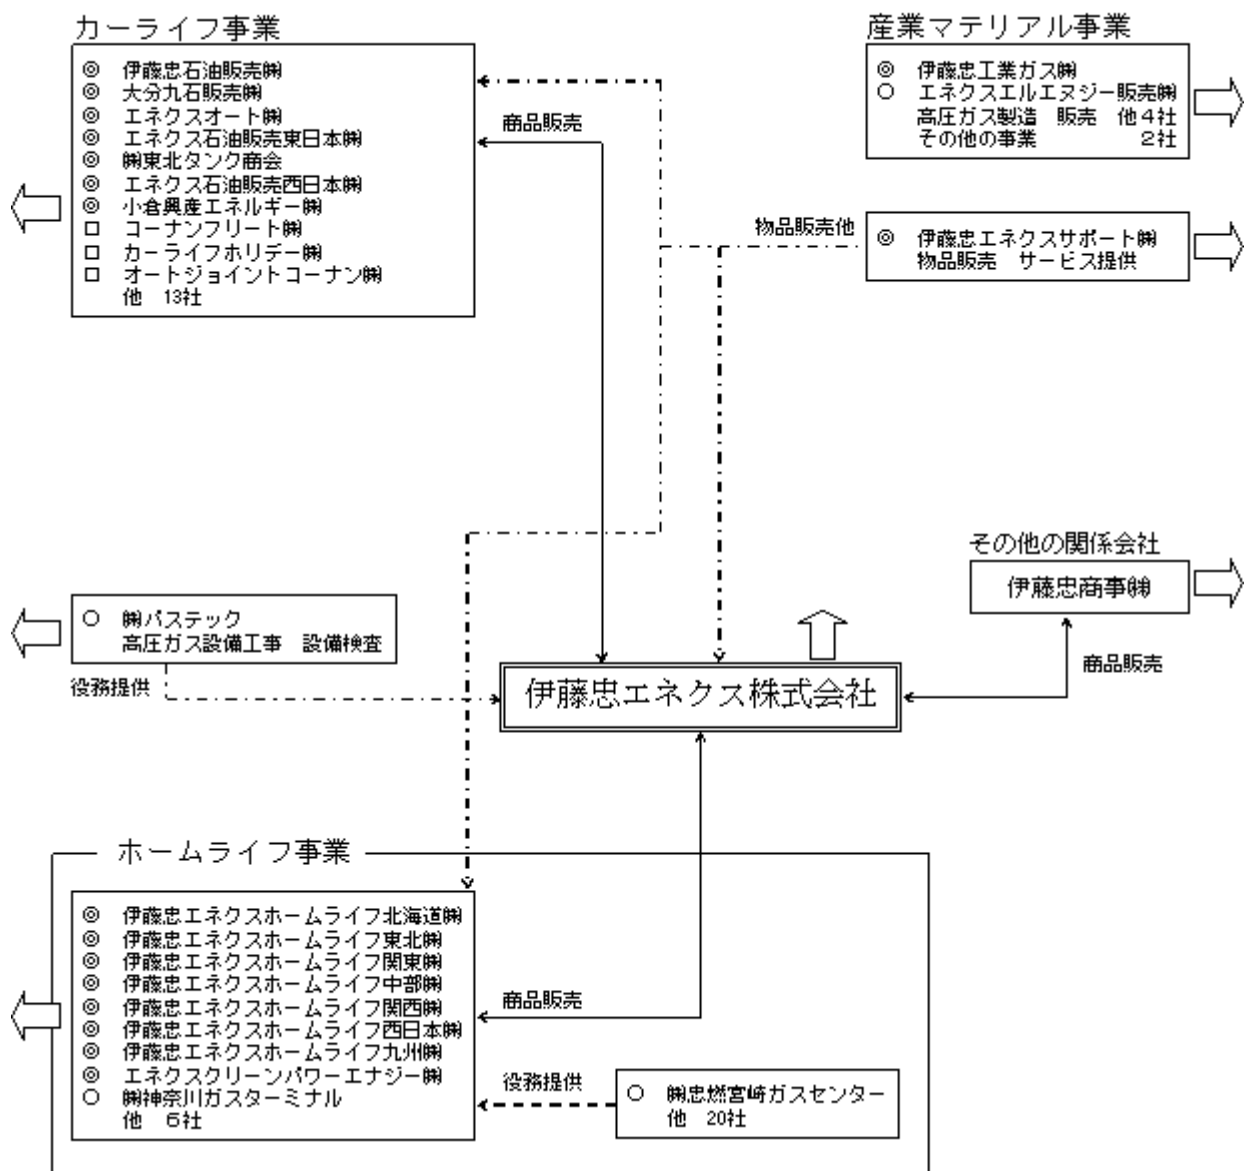 カーライフ事業
◎ 伊藤忠石油販売㈱
◎ 大分九石販売㈱
◎ エネクスオート㈱
◎ エネクス石油販売東日本㈱
◎ ㈱東北タンク商会
◎ エネクス石油販売西日本㈱
◎ 小倉興産エネルギー㈱
□ コーナンフリート㈱
□ カーライフホリデー㈱
□ オートジョイントコーナン㈱
他 13社
商品販売
産業マテリアル事業
◎ 伊藤忠工業ガス㈱
○ エネクスエルエヌジー販売㈱
高圧ガス製造 販売 他4社
その他の事業 2社
物品販売他
◎ 伊藤忠エネクスサポート㈱
物品販売 サービス提供
その他の関係会社
伊藤忠商事㈱
商品販売
○ ㈱パステック
高圧ガス設備工事 設備検査
役務提供
伊藤忠エネクス株式会社
ホームライフ事業
◎ 伊藤忠エネクスホームライフ北海道㈱
◎ 伊藤忠エネクスホームライフ東北㈱
◎ 伊藤忠エネクスホームライフ関東㈱
◎ 伊藤忠エネクスホームライフ中部㈱
◎ 伊藤忠エネクスホームライフ関西㈱
◎ 伊藤忠エネクスホームライフ西日本㈱
◎ 伊藤忠エネクスホームライフ九州㈱
◎ エネクスクリーンパワーエナジー㈱
○ ㈱神奈川ガスターミナル
他 6社
商品販売
役務提供
○ ㈱忠燃宮崎ガスセンター
他 20社